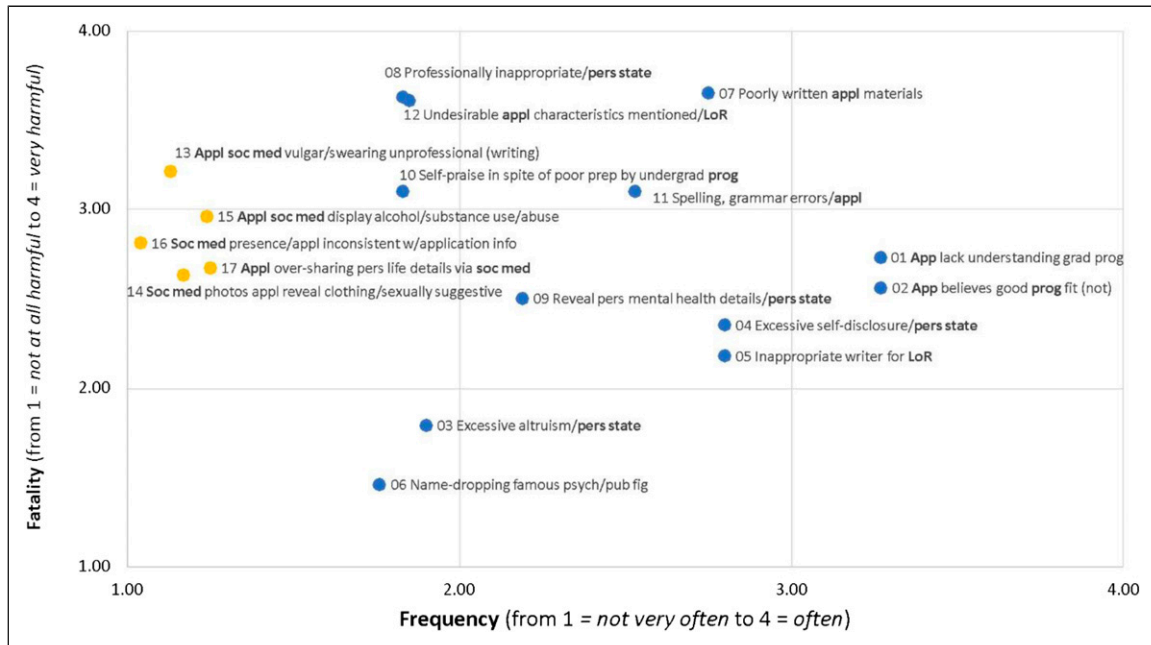 4.00
08 Professionally inappropriate/pers state
07 Poorly written appl materials
12 Undesirable appl characteristics mentioned/LoR
13 Appl soc med vulgar/swearing unprofessional (writing)
10 Self-praise in spite of poor prep by undergrad prog
11 Spelling, grammar errors/appl
3.00
15 Appl soc med display alcohol/substance use/abuse
16 Soc med presence/appl inconsistent w/application info
01 App lack understanding grad prog
17 Appl over-sharing pers life details via soc med
14 Soc med photos appl reveal clothing/sexually suggestive
02 App believes good prog fit (not)
09 Reveal pers mental health details/pers state
04 Excessive self-disclosure/pers state
05 Inappropriate writer for LoR
2.00
03 Excessive altruism/pers state
06 Name-dropping famous psych/pub fig
1.00
1.00 2.00 3.00 4.00
Frequency (from 1 = not very often to 4 = often)
Fatality (from 1 = not at all harmful to 4 = very harmful)